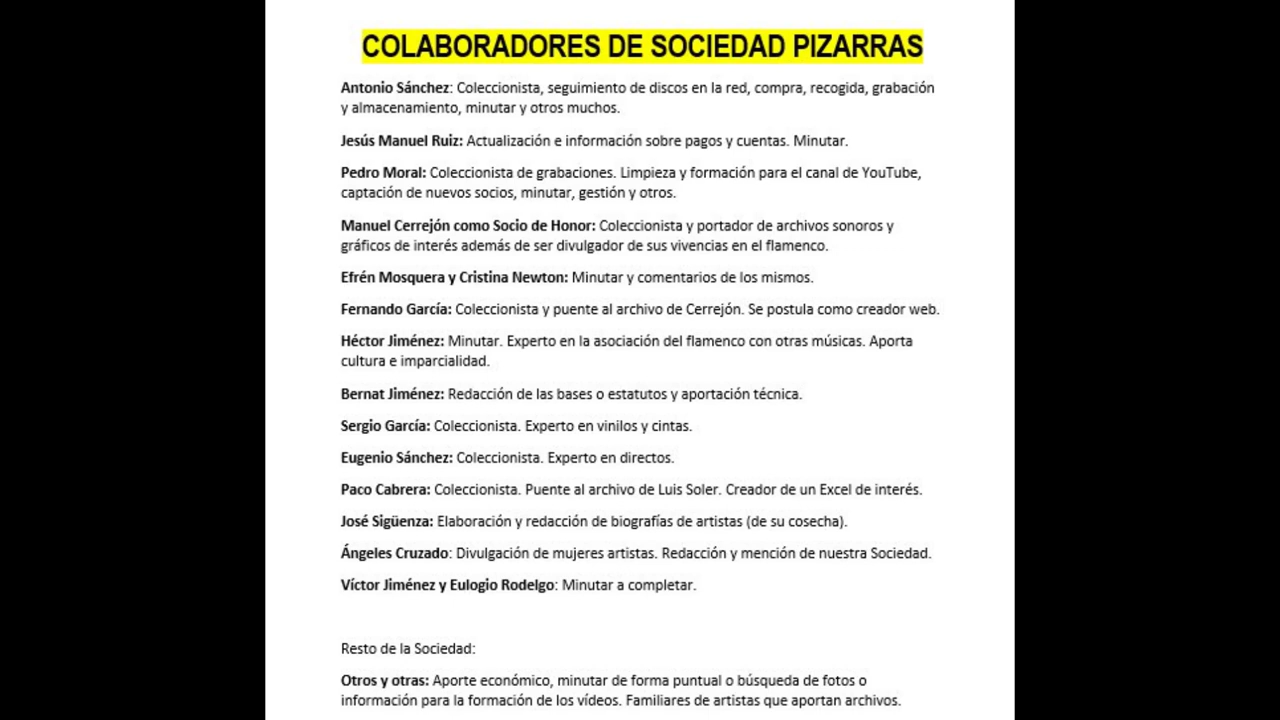 COLABORADORES DE SOCIEDAD PIZARRAS
Antonio Sánchez: Coleccionista, seguimiento de discos en la red, compra, recogida, grabación
y almacenamiento, minutar y otros muchos.
Jesús Manuel Ruiz: Actualización e información sobre pagos y cuentas. Minutar.
Pedro Moral: Coleccionista de grabaciones. Limpieza y formación para el canal de YouTube,
captación de nuevos socios, minutar, gestión y otros.
Manuel Cerrejón como Socio de Honor: Coleccionista y portador de archivos sonoros y
gráficos de interés además de ser divulgador de sus vivencias en el flamenco.
Efrén Mosquera y Cristina Newton: Minutar y comentarios de los mismos.
Fernando García: Coleccionista y puente al archivo de Cerrejón. Se postula como creador web.
Héctor Jiménez: Minutar. Experto en la asociación del flamenco con otras músicas. Aporta
cultura e imparcialidad.
Bernat Jiménez: Redacción de las bases o estatutos y aportación técnica.
Sergio García: Coleccionista. Experto en vinilos y cintas.
Eugenio Sánchez: Coleccionista. Experto en directos.
Paco Cabrera: Coleccionista. Puente al archivo de Luis Soler. Creador de un Excel de interés.
José Sigüenza: Elaboración y redacción de biografías de artistas (de su cosecha).
Ángeles Cruzado: Divulgación de mujeres artistas. Redacción y mención de nuestra Sociedad.
Víctor Jiménez y Eulogio Rodelgo: Minutar a completar.
Resto de la Sociedad:
Otros y otras: Aporte económico, minutar de forma puntual o búsqueda de fotos o
información para la formación de los vídeos. Familiares de artistas que aportan archivos.